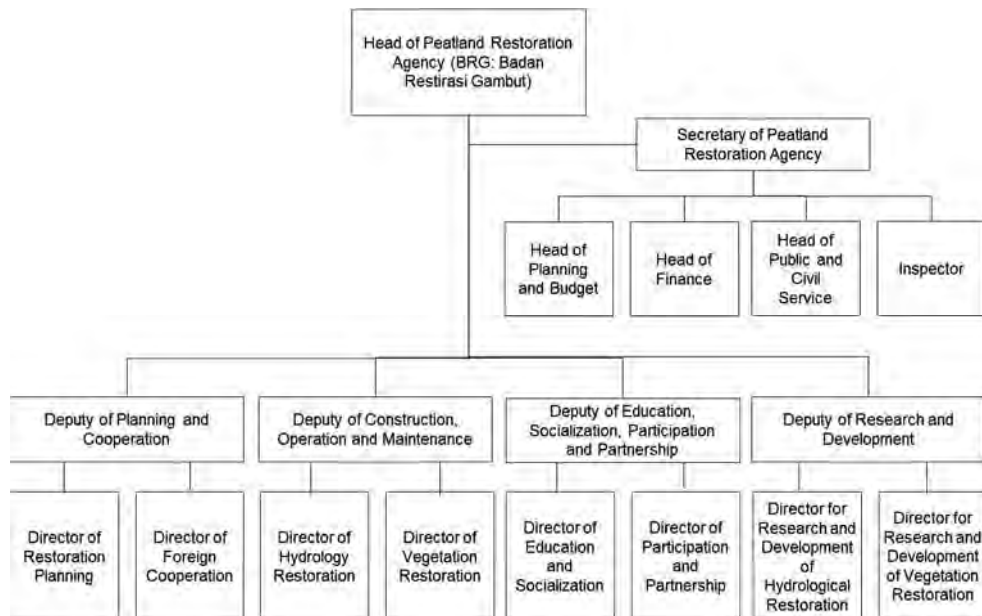 Head of Peatland Restoration
Agency (BRG: Badan
Restirasi Gambut)
Secretary of Peatland
Restoration Agency
Head of
Planning
and Budget
Head of
Finance
Head of
Public and
Civil
Service
Inspector
Deputy of Planning and
Cooperation
Deputy of Construction,
Operation and Maintenance
Deputy of Education,
Socialization, Participation
and Partnership
Deputy of Research and
Development
Director of
Restoration
Planning
Director of
Foreign
Cooperation
Director of
Hydrology
Restoration
Director of
Vegetation
Restoration
Director of
Education
and
Socialization
Director of
Participation
and
Partnership
Director for
Research and
Development
of
Hydrological
Restoration
Director for
Research and
Development
of Vegetation
Restoration